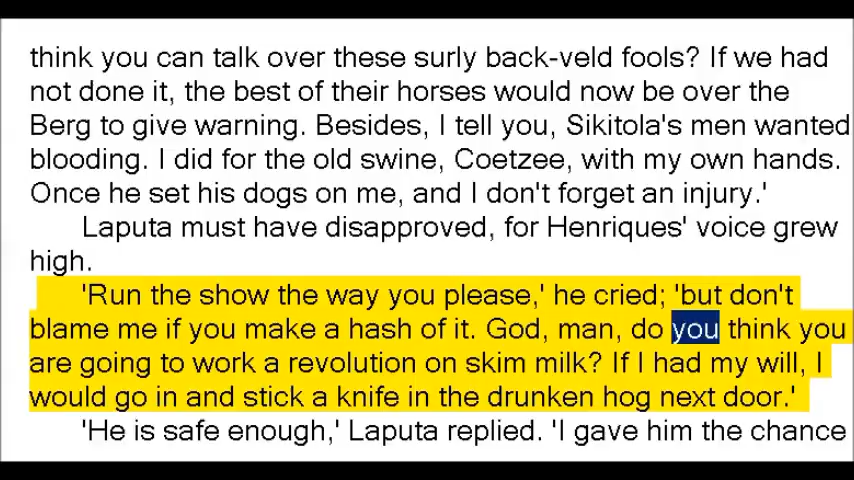 think you can talk over these surly back-veld fools? If we had
not done it, the best of their horses would now be over the
Berg to give warning. Besides, I tell you, Sikitola's men wanted
blooding. I did for the old swine, Coetzee, with my own hands.
Once he set his dogs on me, and I don't forget an injury.'
Laputa must have disapproved, for Henriques' voice grew
high.
'Run the show the way you please,' he cried; 'but don't
blame me if you make a hash of it. God, man, do you think you
are going to work a revolution on skim milk? If I had my will, I
would go in and stick a knife in the drunken hog next door.'
'He is safe enough,' Laputa replied. 'I gave him the chance